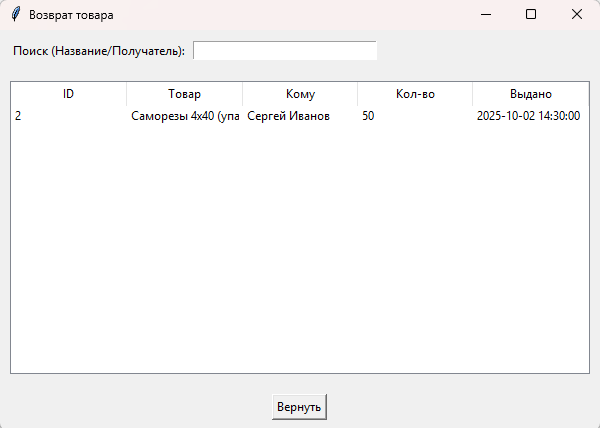 Возврат товара
Поиск (Название/Получатель):
ID Товар Кому Кол-во Выдано
2 Саморезы 4x40 (упа Сергей Иванов 50 2025-10-02 14:30:00
Вернуть